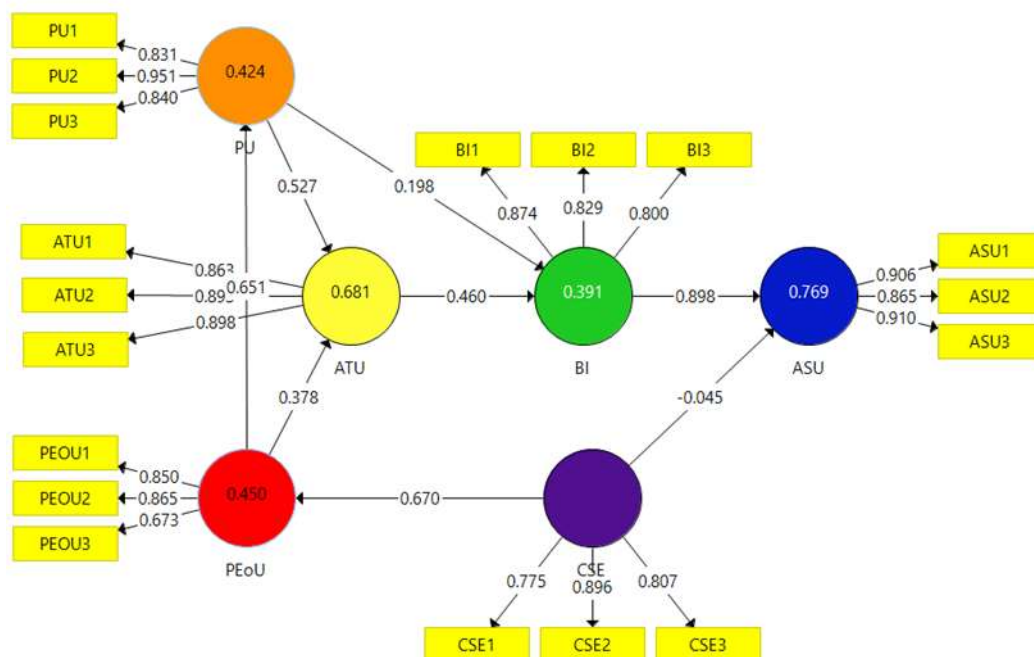 PU1
PU2
PU3
0.831
0.951
0.840
0.424
PU
BI1
BI2
BI3
0.527
0.198
0.874
0.829
0.800
ATU1
ATU2
ATU3
0.863
0.651
0.898
0.681
ATU
0.460
0.391
BI
0.898
0.769
ASU
0.906
0.865
0.910
ASU1
ASU2
ASU3
0.378
-0.045
PEOU1
PEOU2
PEOU3
0.850
0.865
0.673
0.450
PEoU
0.670
CSE
0.775
0.896
0.807
CSE1
CSE2
CSE3